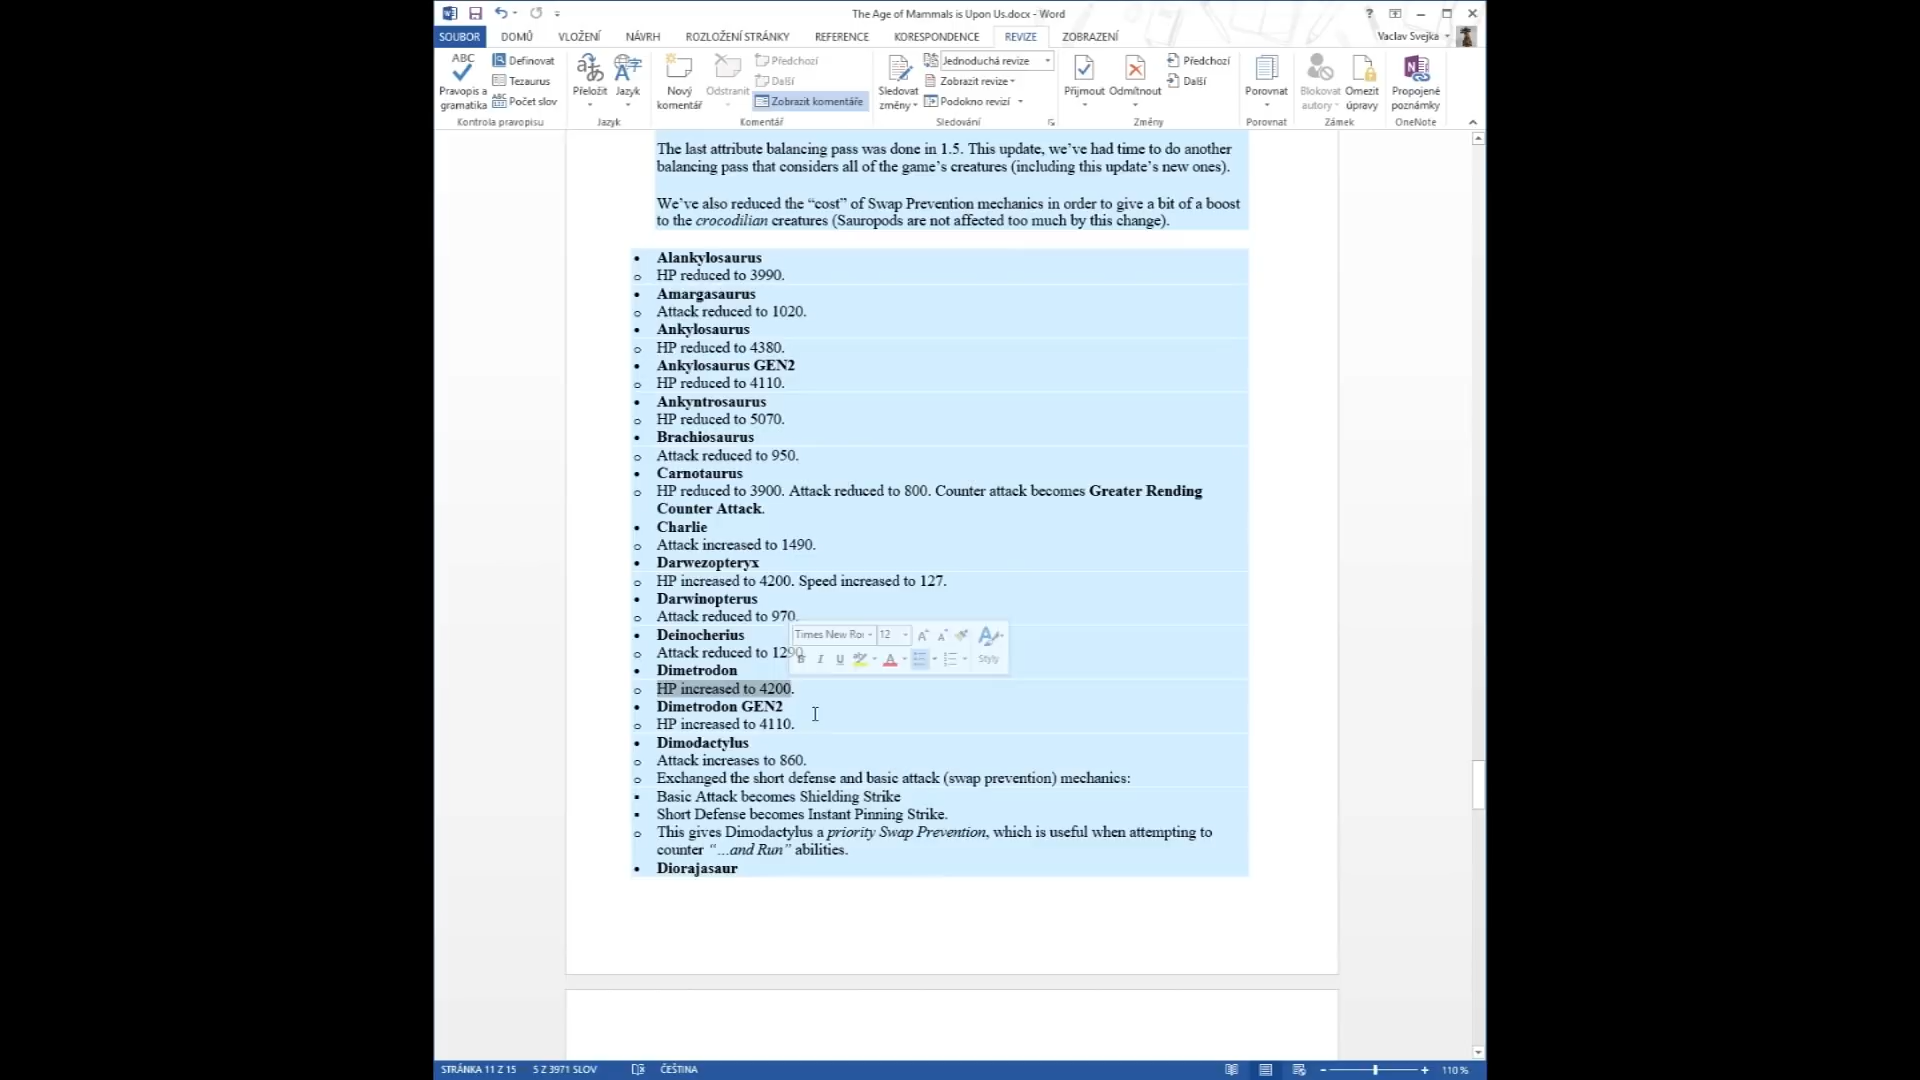 The Age of Mammals is Upon Us.docx - Word
SOUBOR DOMŮ VLOŽENÍ NÁVRH ROZLOŽENÍ STRÁNKY REFERENCE KORESPONDENCE REVIZE ZOBRAZENÍ Vaclav Svejka
ABC Pravopis a gramatika
Definovat
Tezaurus
ABC 123 Počet slov
Kontrola pravopisu
Přeložit Jazyk
Jazyk
Nový komentář
Odstranit
Předchozí
Další
Zobrazit komentáře
Komentář
Sledovat změny
Jednoduchá revize
Zobrazit revize
Podokno revizí
Sledování
Přijmout Odmítnout
Předchozí
Další
Změny
Porovnat
Porovnat
Blokovat autory
Omezit úpravy
Zámek
Propojené poznámky
OneNote
The last attribute balancing pass was done in 1.5. This update, we’ve had time to do another
balancing pass that considers all of the game’s creatures (including this update’s new ones).
We’ve also reduced the “cost” of Swap Prevention mechanics in order to give a bit of a boost
to the crocodilian creatures (Sauropods are not affected too much by this change).
• Alankylosaurus
o HP reduced to 3990.
• Amargasaurus
o Attack reduced to 1020.
• Ankylosaurus
o HP reduced to 4380.
• Ankylosaurus GEN2
o HP reduced to 4110.
• Ankyntrosaurus
o HP reduced to 5070.
• Brachiosaurus
o Attack reduced to 950.
• Carnotaurus
o HP reduced to 3900. Attack reduced to 800. Counter attack becomes Greater Rending
Counter Attack.
• Charlie
o Attack increased to 1490.
• Darwezopteryx
o HP increased to 4200. Speed increased to 127.
• Darwinopterus
o Attack reduced to 970.
• Deinocherius
o Attack reduced to 1290
• Dimetrodon
o HP increased to 4200.
• Dimetrodon GEN2
o HP increased to 4110.
• Dimodactylus
o Attack increases to 860.
o Exchanged the short defense and basic attack (swap prevention) mechanics:
▪ Basic Attack becomes Shielding Strike
▪ Short Defense becomes Instant Pinning Strike.
o This gives Dimodactylus a priority Swap Prevention, which is useful when attempting to
counter “…and Run” abilities.
• Diorajasaur
Times New Roi 12
B I U Styly
STRÁNKA 11 Z 15 5 Z 3971 SLOV ČEŠTINA 110 %